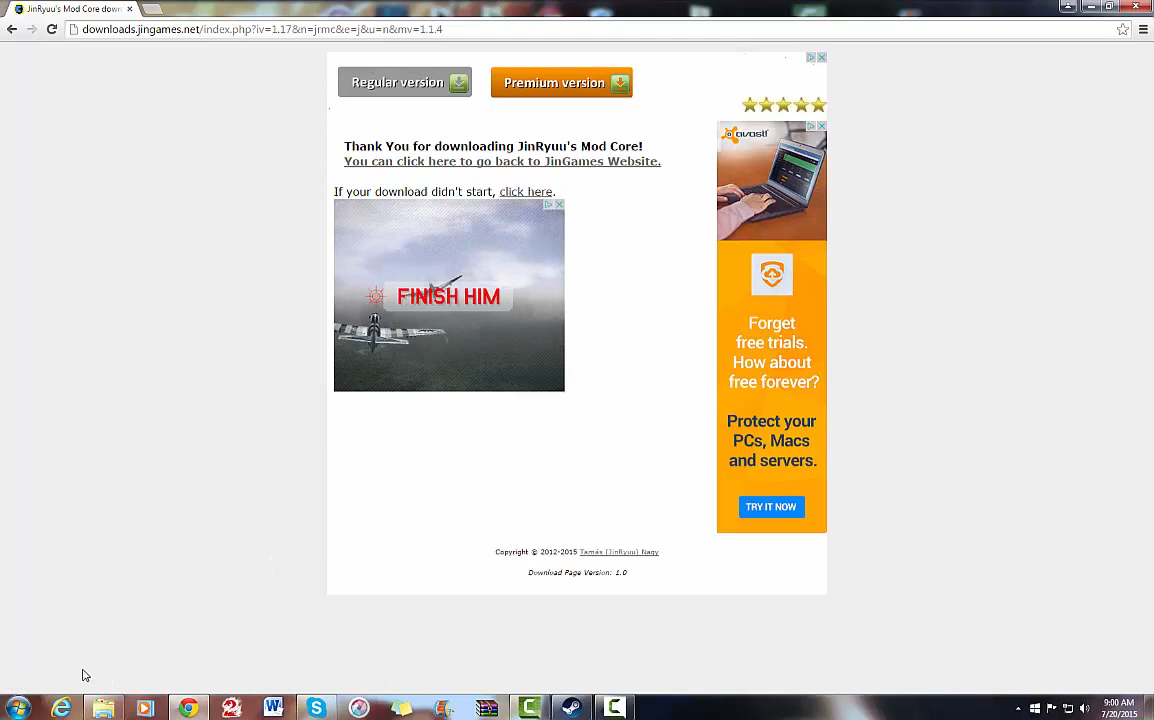 JinRyuu's Mod Core down
downloads.jingames.net/index.php?iv=1.17&n=jrmc&e=j&u=n&mv=1.1.4
Regular version
Premium version
Thank You for downloading JinRyuu's Mod Core!
You can click here to go back to JinGames Website.
If your download didn't start, click here.
FINISH HIM
avast!
Forget
free trials.
How about
free forever?
Protect your
PCs, Macs
and servers.
TRY IT NOW
Copyright © 2012-2015 Tamás (JinRyuu) Nagy
Download Page Version: 1.0
9:00 AM
7/20/2015